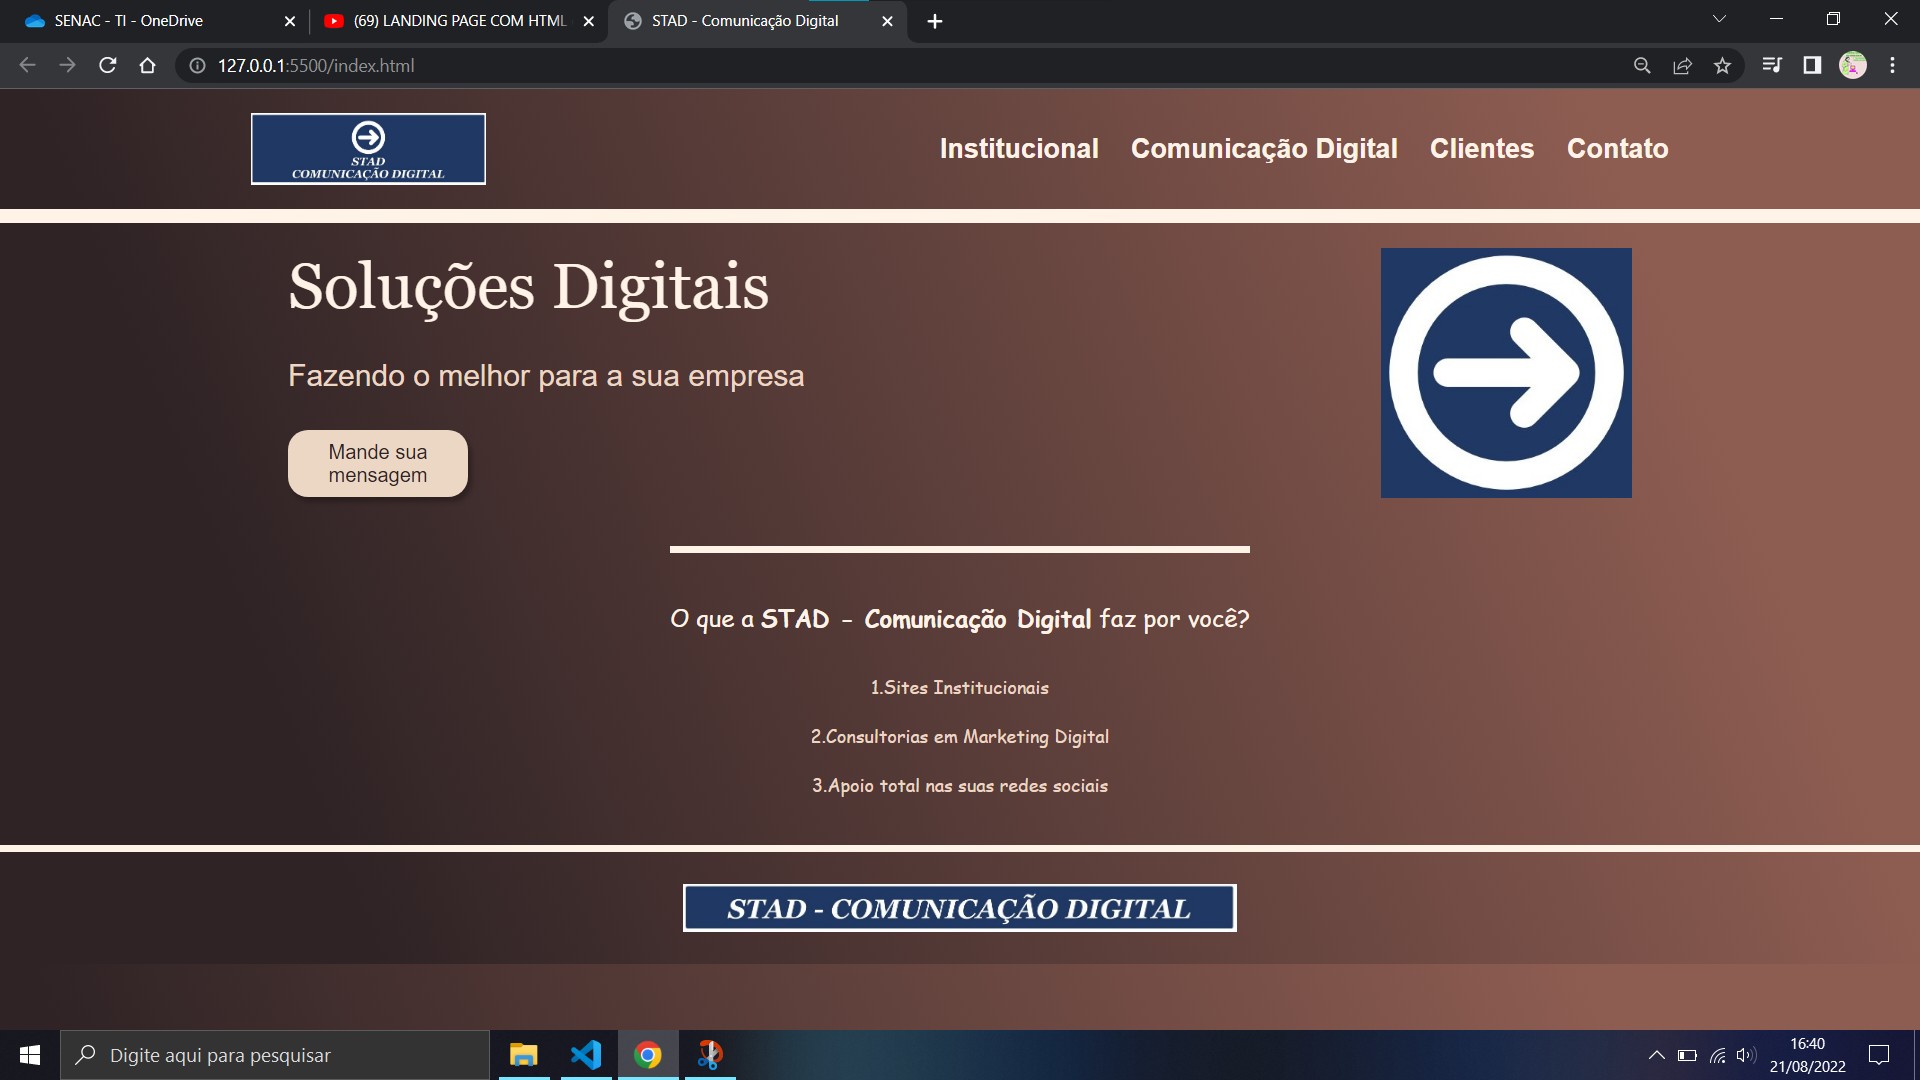 SENAC - TI - OneDrive
(69) LANDING PAGE COM HTML
STAD - Comunicação Digital
127.0.0.1:5500/index.html
STAD
COMUNICAÇÃO DIGITAL
Institucional Comunicação Digital Clientes Contato
Soluções Digitais
Fazendo o melhor para a sua empresa
Mande sua
mensagem
O que a STAD - Comunicação Digital faz por você?
1.Sites Institucionais
2.Consultorias em Marketing Digital
3.Apoio total nas suas redes sociais
STAD - COMUNICAÇÃO DIGITAL
Digite aqui para pesquisar
16:40
21/08/2022